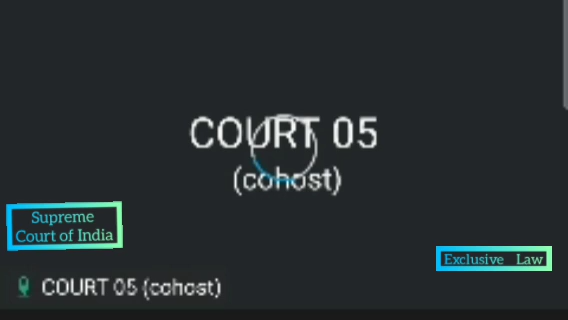 COURT 05
(cohost)
Supreme
Court of India
Exclusive Law
COURT 05 (cohost)